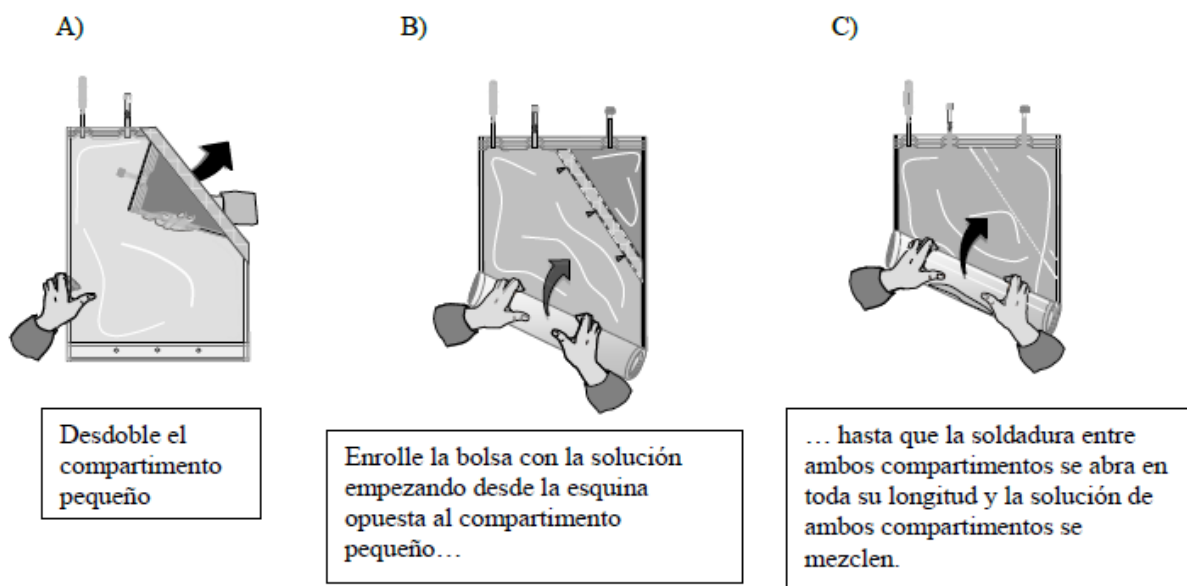 A)
B)
C)
Desdoble el
compartimento
pequeño
Enrolle la bolsa con la solución
empezando desde la esquina
opuesta al compartimento
pequeño…
… hasta que la soldadura entre
ambos compartimentos se abra en
toda su longitud y la solución de
ambos compartimentos se
mezclen.